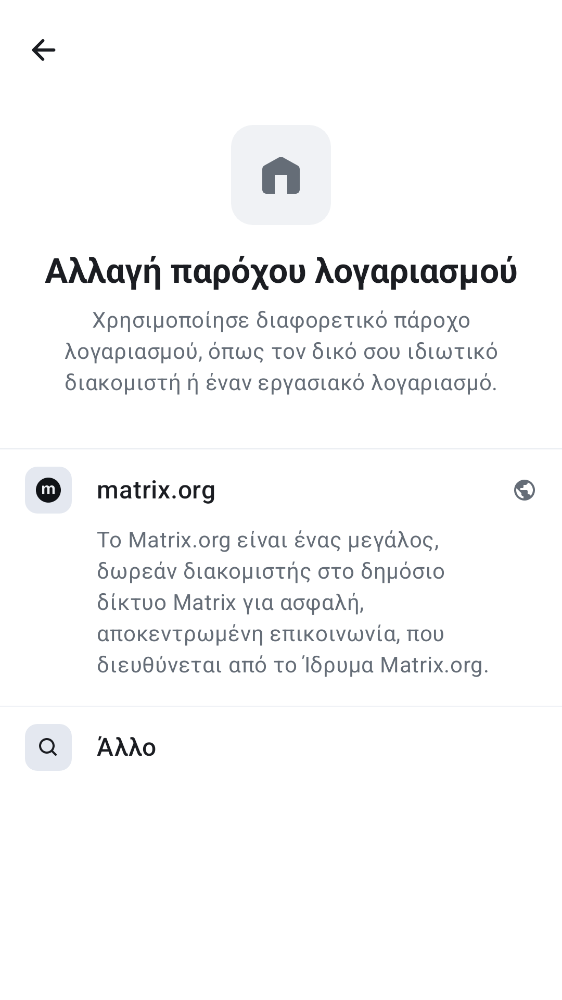 Αλλαγή παρόχου λογαριασμού
Χρησιμοποίησε διαφορετικό πάροχο
λογαριασμού, όπως τον δικό σου ιδιωτικό
διακομιστή ή έναν εργασιακό λογαριασμό.
m
matrix.org
Το Matrix.org είναι ένας μεγάλος,
δωρεάν διακομιστής στο δημόσιο
δίκτυο Matrix για ασφαλή,
αποκεντρωμένη επικοινωνία, που
διευθύνεται από το Ίδρυμα Matrix.org.
Άλλο